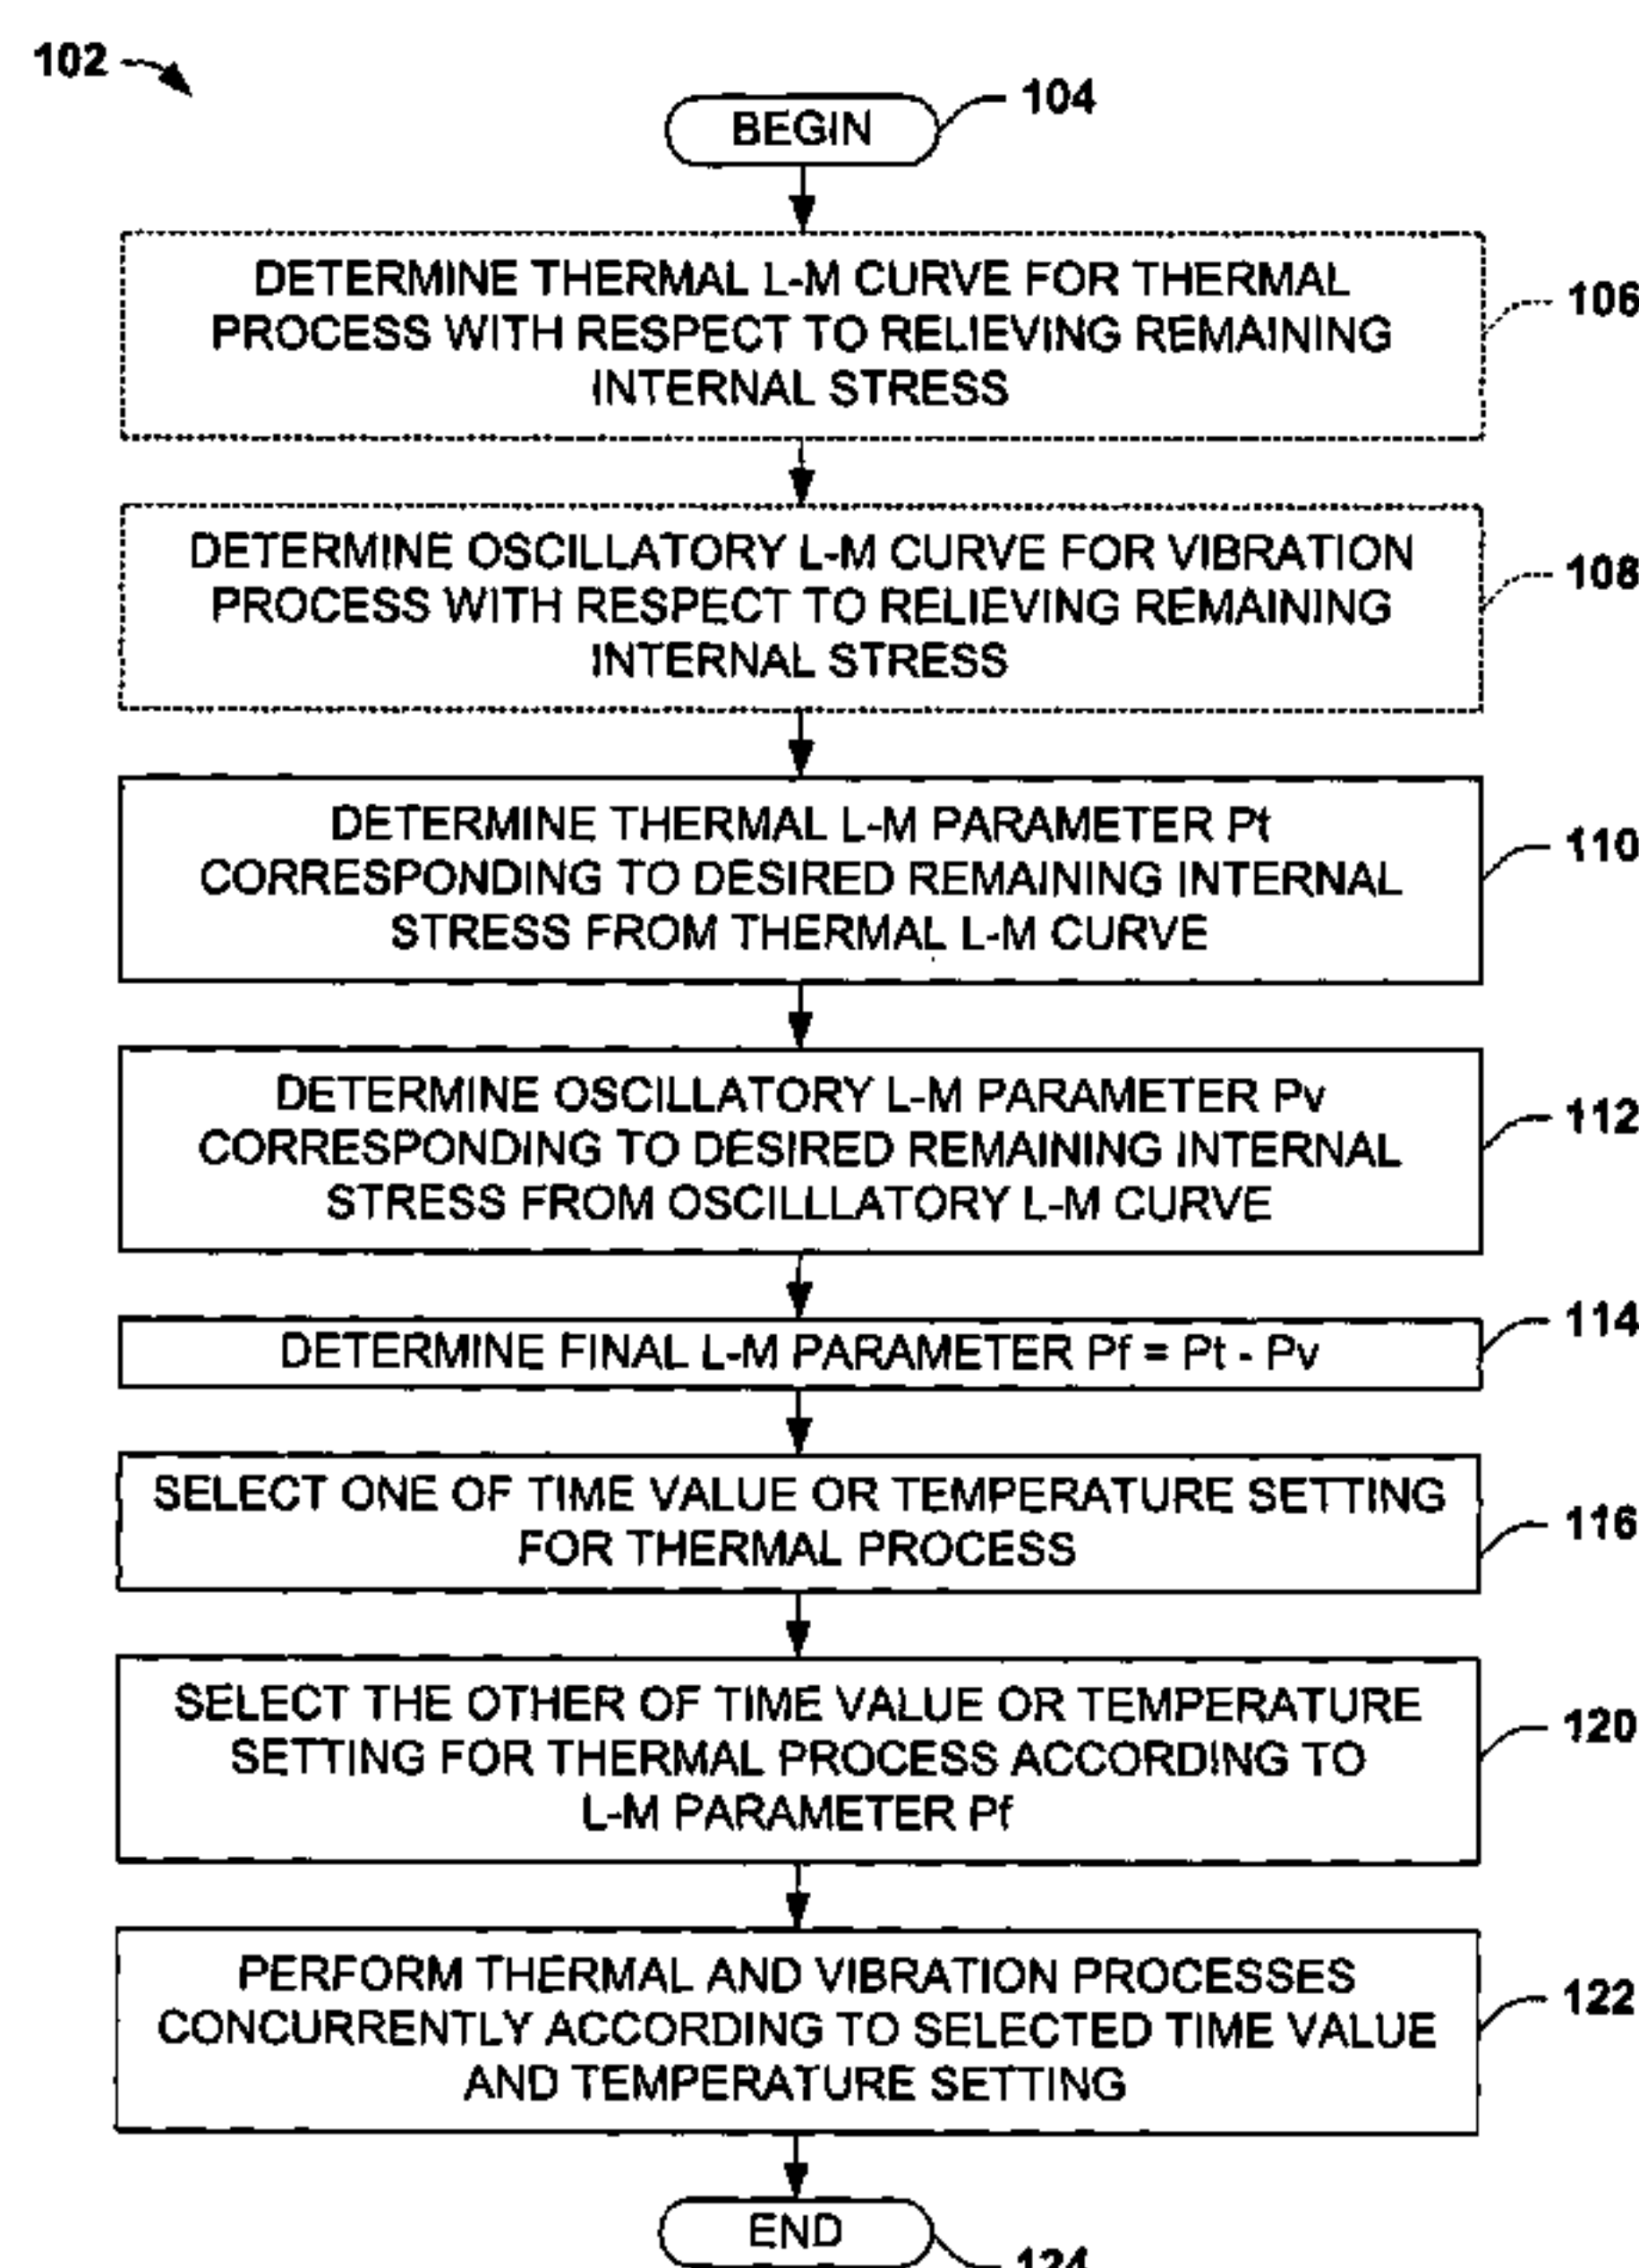 102
BEGIN
104
DETERMINE THERMAL L-M CURVE FOR THERMAL
PROCESS WITH RESPECT TO RELIEVING REMAINING
INTERNAL STRESS
106
DETERMINE OSCILLATORY L-M CURVE FOR VIBRATION
PROCESS WITH RESPECT TO RELIEVING REMAINING
INTERNAL STRESS
108
DETERMINE THERMAL L-M PARAMETER Pt
CORRESPONDING TO DESIRED REMAINING INTERNAL
STRESS FROM THERMAL L-M CURVE
110
DETERMINE OSCILLATORY L-M PARAMETER Pv
CORRESPONDING TO DESIRED REMAINING INTERNAL
STRESS FROM OSCILLLATORY L-M CURVE
112
DETERMINE FINAL L-M PARAMETER Pf = Pt - Pv
114
SELECT ONE OF TIME VALUE OR TEMPERATURE SETTING
FOR THERMAL PROCESS
116
SELECT THE OTHER OF TIME VALUE OR TEMPERATURE
SETTING FOR THERMAL PROCESS ACCORDING TO
L-M PARAMETER Pf
120
PERFORM THERMAL AND VIBRATION PROCESSES
CONCURRENTLY ACCORDING TO SELECTED TIME VALUE
AND TEMPERATURE SETTING
122
END
124